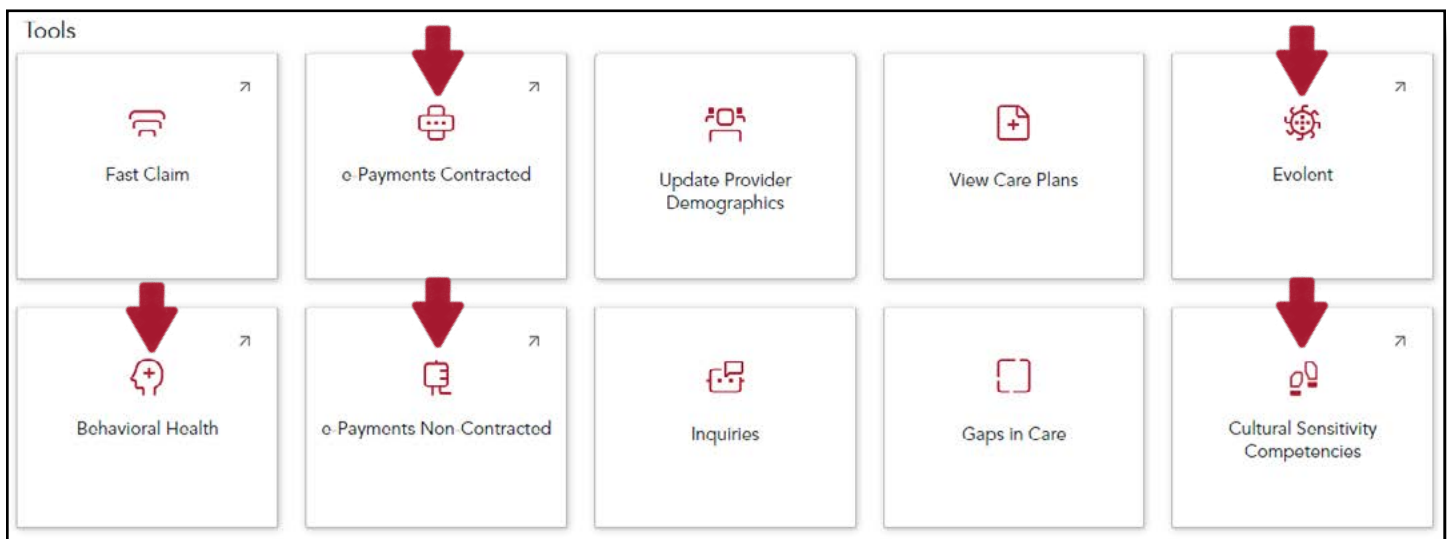 Tools
Fast Claim
e-Payments Contracted
Update Provider
Demographics
View Care Plans
Evolent
Behavioral Health
e-Payments Non-Contracted
Inquiries
Gaps in Care
Cultural Sensitivity
Competencies